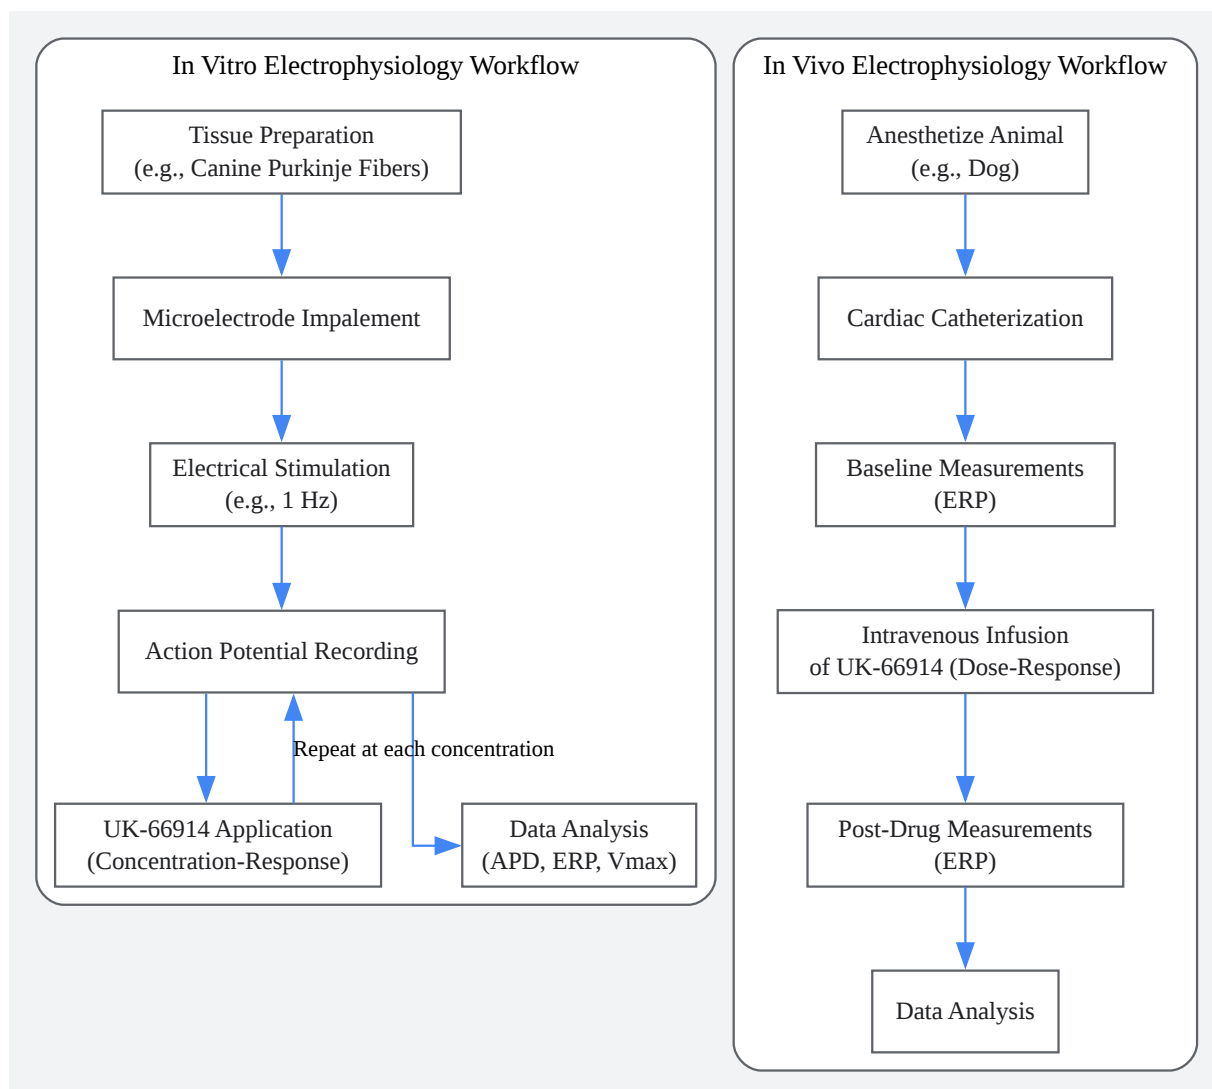 In Vitro Electrophysiology Workflow
Tissue Preparation
(e.g., Canine Purkinje Fibers)
Microelectrode Impalement
Electrical Stimulation
(e.g., 1 Hz)
Action Potential Recording
Repeat at each concentration
UK-66914 Application
(Concentration-Response)
Data Analysis
(APD, ERP, Vmax)
In Vivo Electrophysiology Workflow
Anesthetize Animal
(e.g., Dog)
Cardiac Catheterization
Baseline Measurements
(ERP)
Intravenous Infusion
of UK-66914 (Dose-Response)
Post-Drug Measurements
(ERP)
Data Analysis